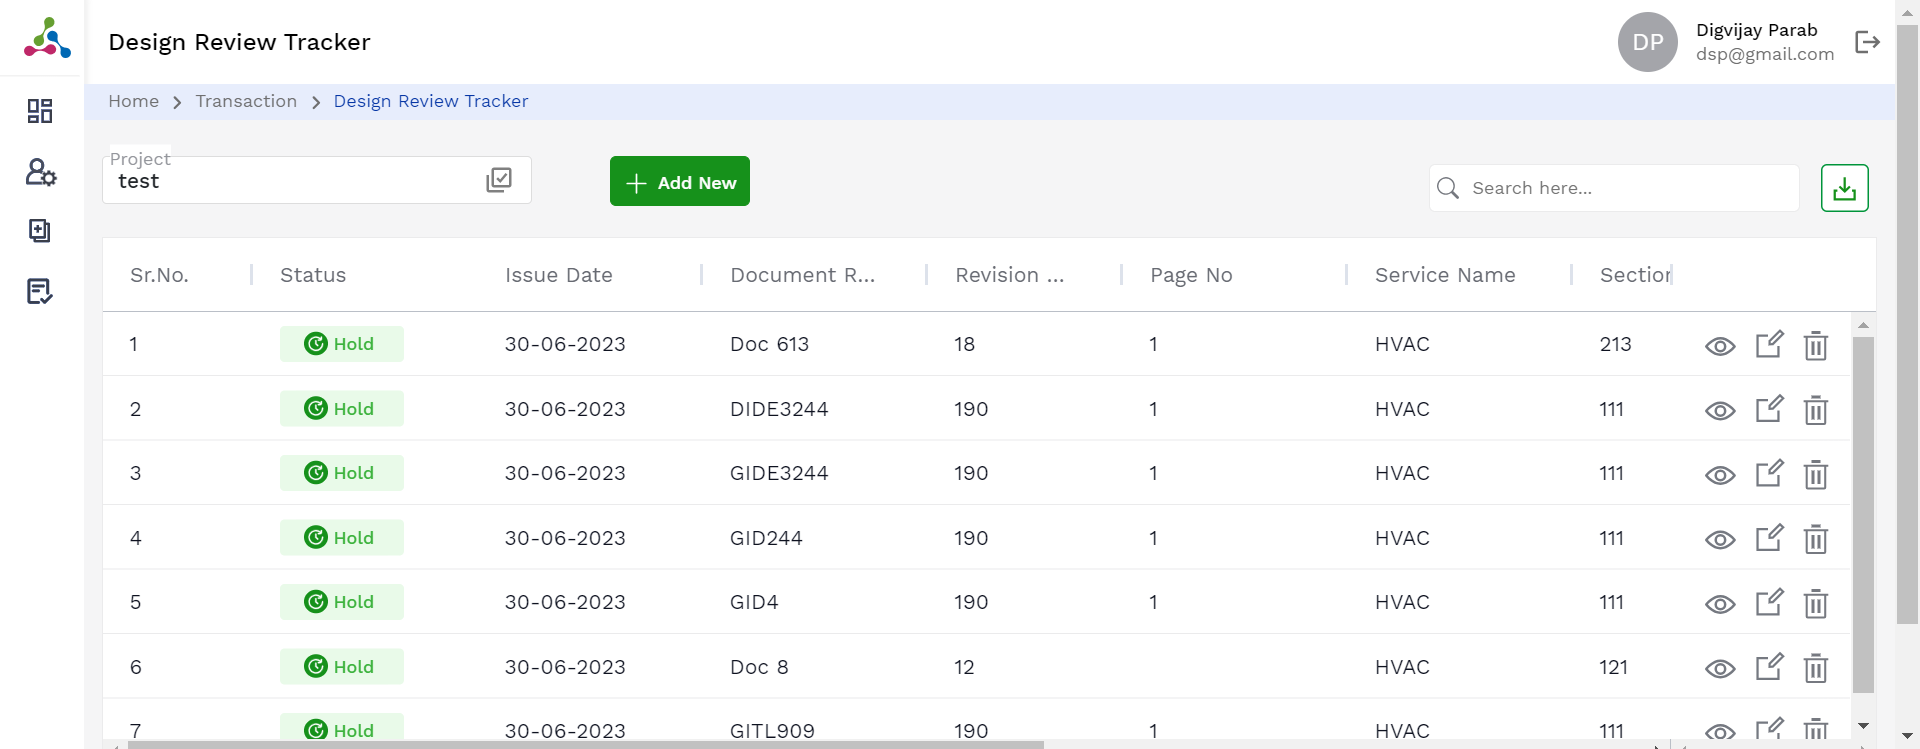 Design Review Tracker
DP
Digvijay Parab
dsp@gmail.com
Home > Transaction > Design Review Tracker
Project
test
Add New
Search here...
Sr.No. Status Issue Date Document R... Revision ... Page No Service Name Section
1 Hold 30-06-2023 Doc 613 18 1 HVAC 213
2 Hold 30-06-2023 DIDE3244 190 1 HVAC 111
3 Hold 30-06-2023 GIDE3244 190 1 HVAC 111
4 Hold 30-06-2023 GID244 190 1 HVAC 111
5 Hold 30-06-2023 GID4 190 1 HVAC 111
6 Hold 30-06-2023 Doc 8 12 HVAC 121
7 Hold 30-06-2023 GITL909 190 1 HVAC 111